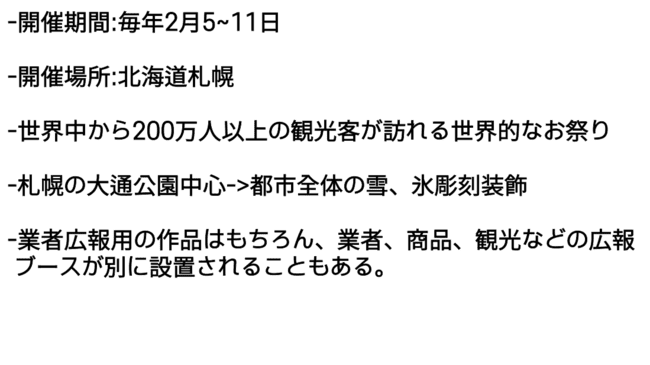 -開催期間:毎年2月5~11日
-開催場所:北海道札幌
-世界中から200万人以上の観光客が訪れる世界的なお祭り
-札幌の大通公園中心->都市全体の雪、氷彫刻装飾
-業者広報用の作品はもちろん、業者、商品、観光などの広報
ブースが別に設置されることもある。